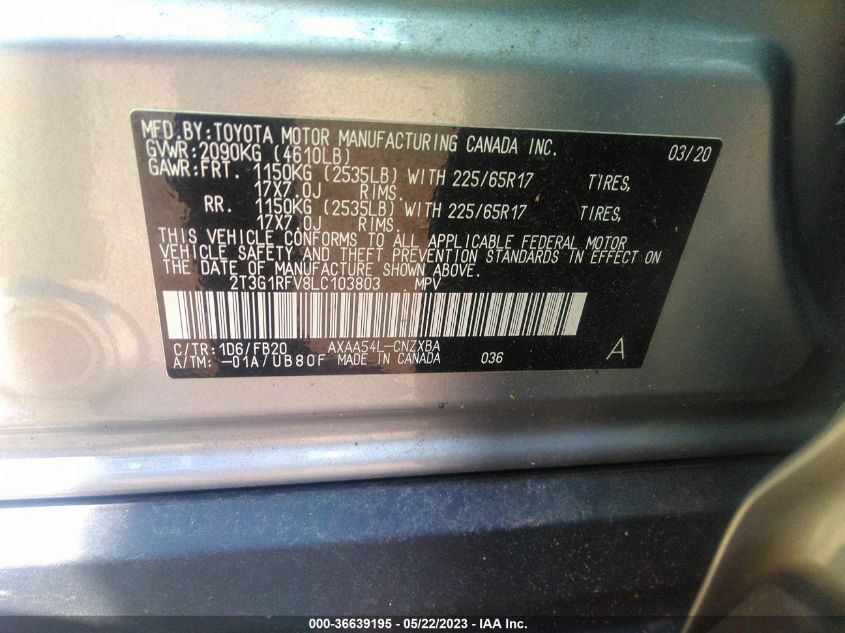 MFD.BY:TOYOTA MOTOR MANUFACTURING CANADA INC. 03/20
GVWR:2090KG (4610LB)
GAWR:FRT. 1150KG (2535LB) WITH 225/65R17 TIRES,
17X7.0J RIMS.
RR. 1150KG (2535LB) WITH 225/65R17 TIRES,
17X7.0J RIMS.
THIS VEHICLE CONFORMS TO ALL APPLICABLE FEDERAL MOTOR
VEHICLE SAFETY AND THEFT PREVENTION STANDARDS IN EFFECT ON
THE DATE OF MANUFACTURE SHOWN ABOVE.
2T3G1RFV8LC103803 MPV
C/TR:1D6/FB20 AXAA54L-CNZXBA
A/TM: -01A/UB80F MADE IN CANADA 036 A
000-36639195 - 05/22/2023 - IAA Inc.